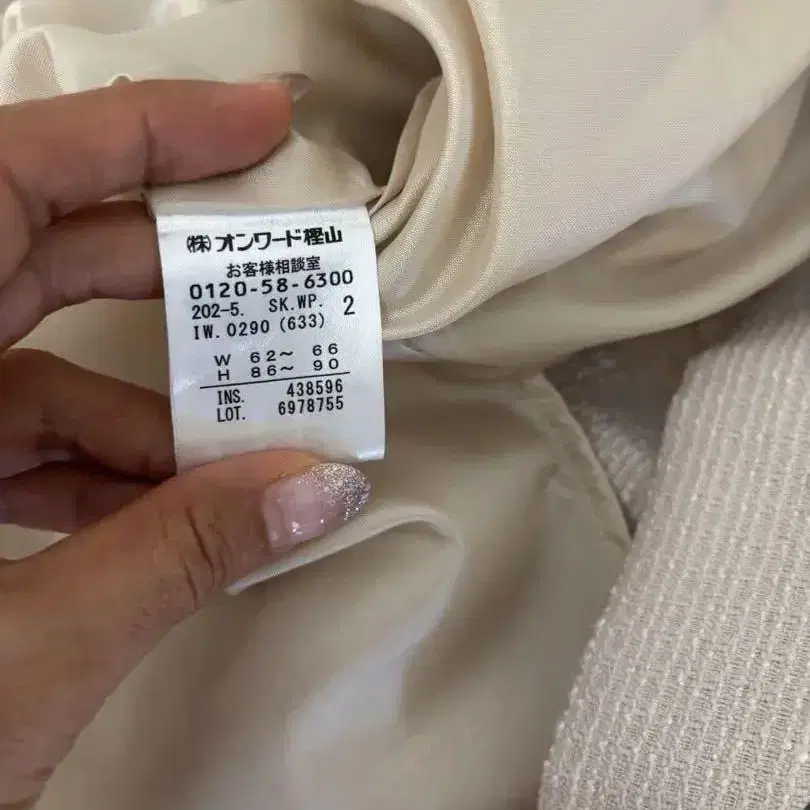 ㈱オンワード樫山
お客様相談室
0120-58-6300
202-5. SK.WP. 2
IW.0290 (633)
W 62～ 66
H 86～ 90
INS. 438596
LOT. 6978755